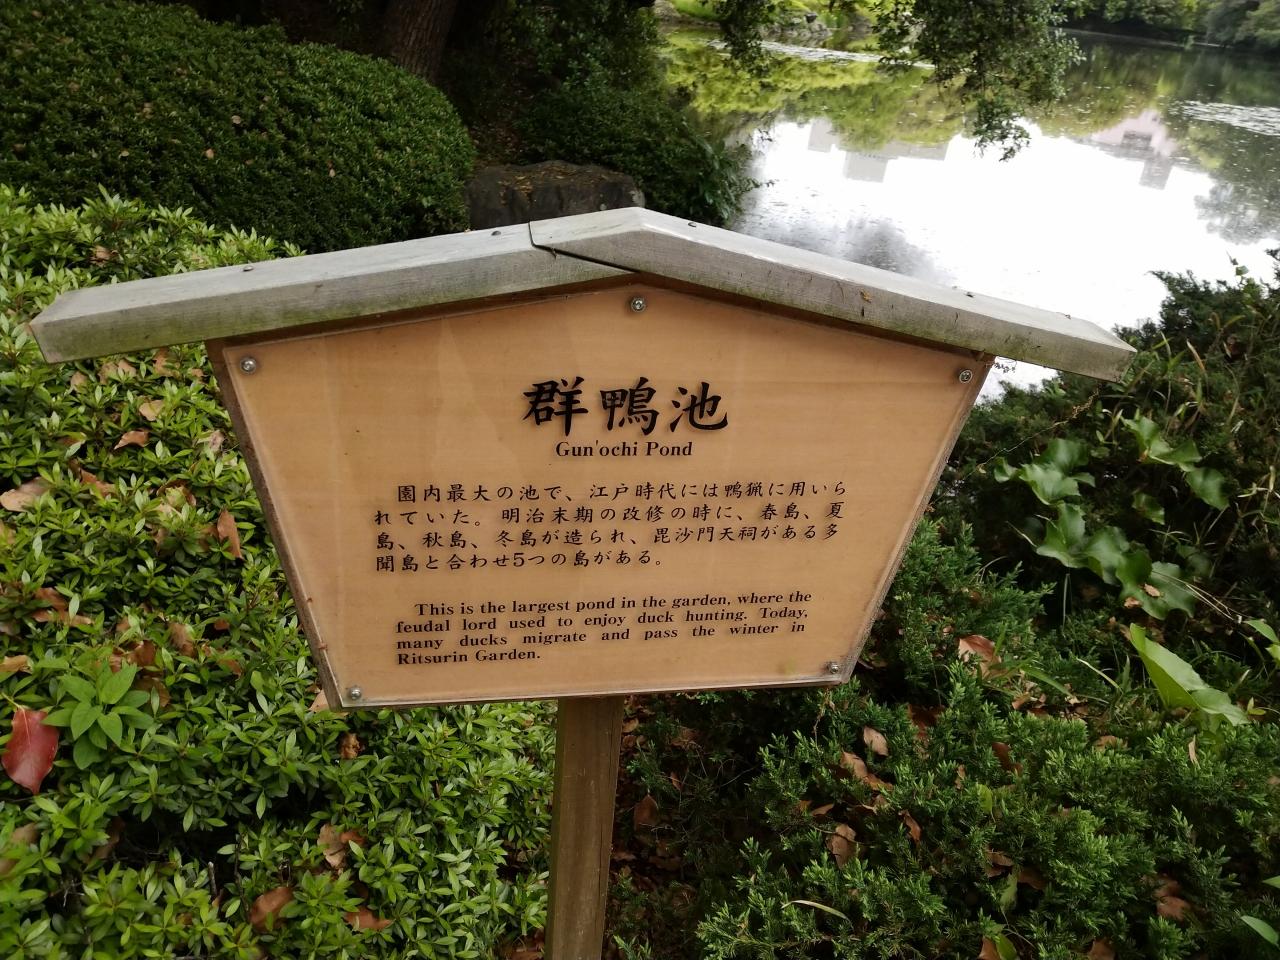 群鴨池
Gun'ochi Pond
園内最大の池で、江戸時代には鴨猟に用いら
れていた。明治末期の改修の時に、春島、夏
島、秋島、冬島が造られ、毘沙門天祠がある多
聞島と合わせ5つの島がある。
This is the largest pond in the garden, where the
feudal lord used to enjoy duck hunting. Today,
many ducks migrate and pass the winter in
Ritsurin Garden.